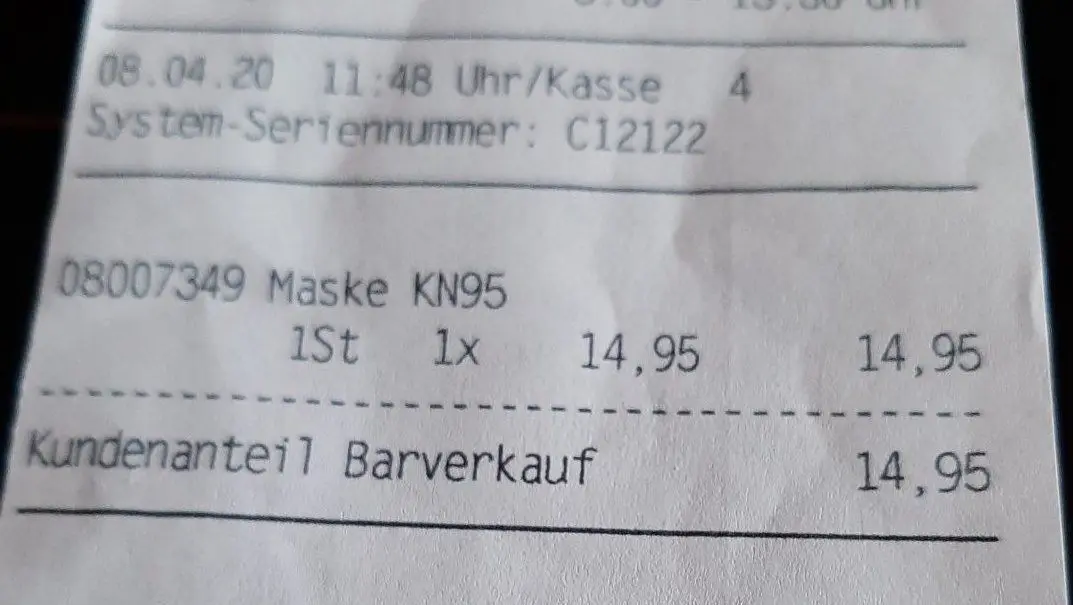 08.04.20 11:48 Uhr/Kasse 4
System-Seriennummer: C12122
08007349 Maske KN95
1St 1x 14,95 14,95
Kundenanteil Barverkauf 14,95